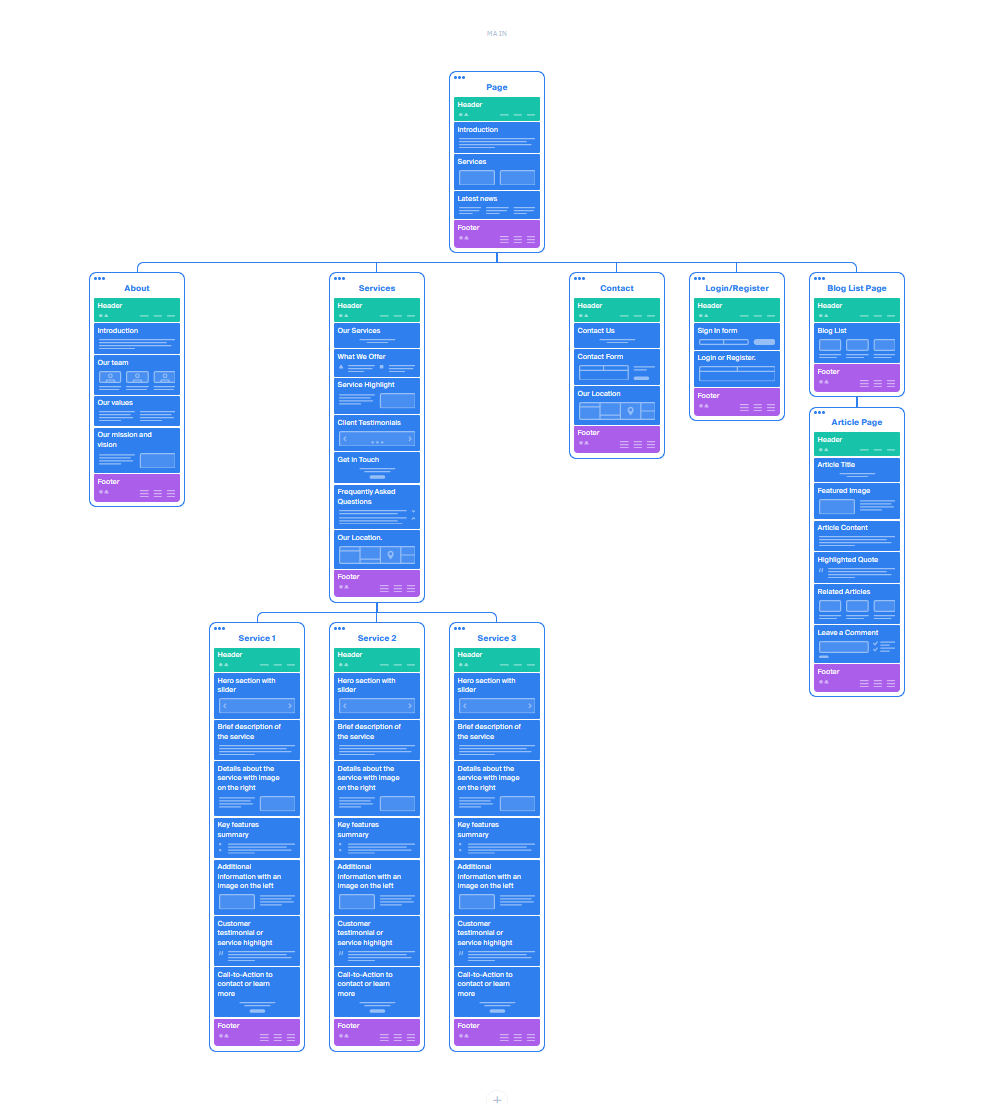 MAIN
Page
Header
Introduction
Services
Latest news
Footer
About
Header
Introduction
Our team
Our values
Our mission and
vision
Footer
Services
Header
Our Services
What We Offer
Service Highlight
Client Testimonials
Get in Touch
Frequently Asked
Questions
Our Location.
Footer
Contact
Header
Contact Us
Contact Form
Our Location
Footer
Login/Register
Header
Sign In form
Login or Register.
Footer
Blog List Page
Header
Blog List
Footer
Article Page
Header
Article Title
Featured Image
Article Content
Highlighted Quote
Related Articles
Leave a Comment
Footer
Service 1
Header
Hero section with
slider
Brief description of
the service
Details about the
service with image
on the right
Key features
summary
Additional
information with an
image on the left
Customer
testimonial or
service highlight
Call-to-Action to
contact or learn
more
Footer
Service 2
Header
Hero section with
slider
Brief description of
the service
Details about the
service with image
on the right
Key features
summary
Additional
information with an
image on the left
Customer
testimonial or
service highlight
Call-to-Action to
contact or learn
more
Footer
Service 3
Header
Hero section with
slider
Brief description of
the service
Details about the
service with image
on the right
Key features
summary
Additional
information with an
image on the left
Customer
testimonial or
service highlight
Call-to-Action to
contact or learn
more
Footer